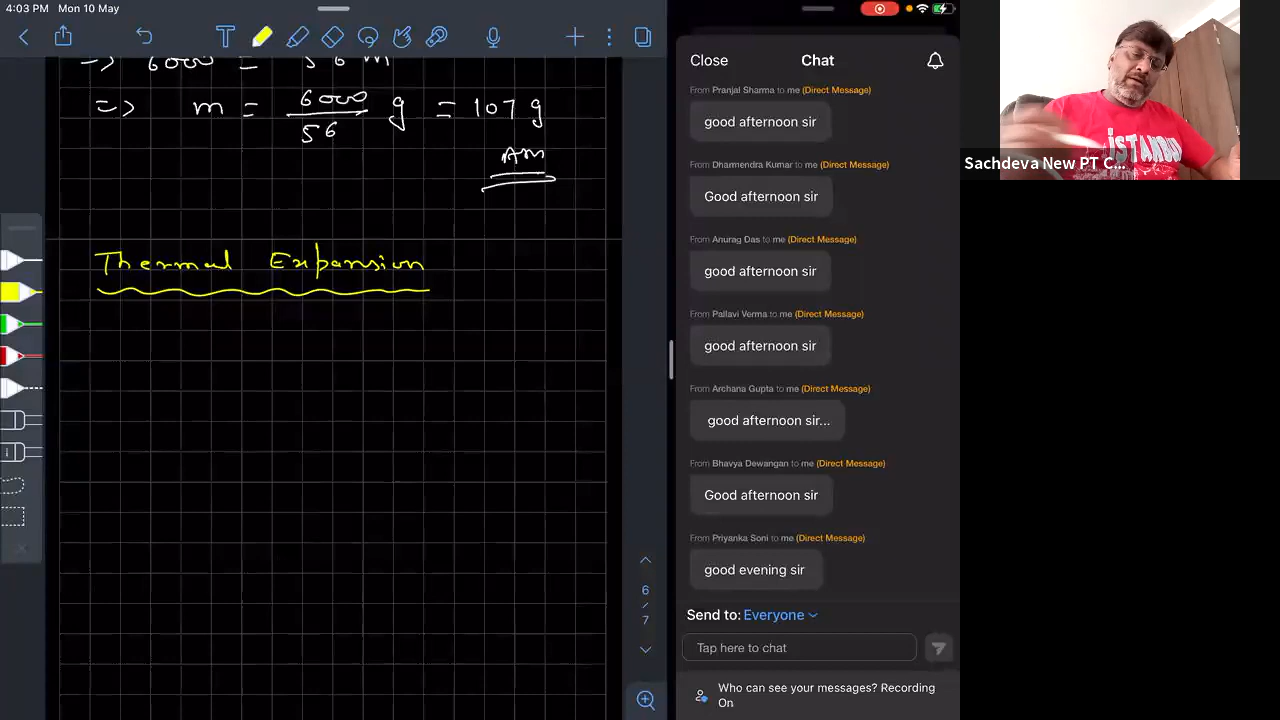 4:03 PM Mon 10 May
=> 6000 = 56 m
=> m = 6000/56 g = 107 g
Ans
Thermal Expansion
T
6
7
Close
Chat
From Pranjal Sharma to me (Direct Message)
good afternoon sir
From Dharmendra Kumar to me (Direct Message)
Good afternoon sir
From Anurag Das to me (Direct Message)
good afternoon sir
From Pallavi Verma to me (Direct Message)
good afternoon sir
From Archana Gupta to me (Direct Message)
good afternoon sir...
From Bhavya Dewangan to me (Direct Message)
Good afternoon sir
From Priyanka Soni to me (Direct Message)
good evening sir
Send to: Everyone
Tap here to chat
Who can see your messages? Recording
On
İSTANBUL
Sachdeva New PT C...